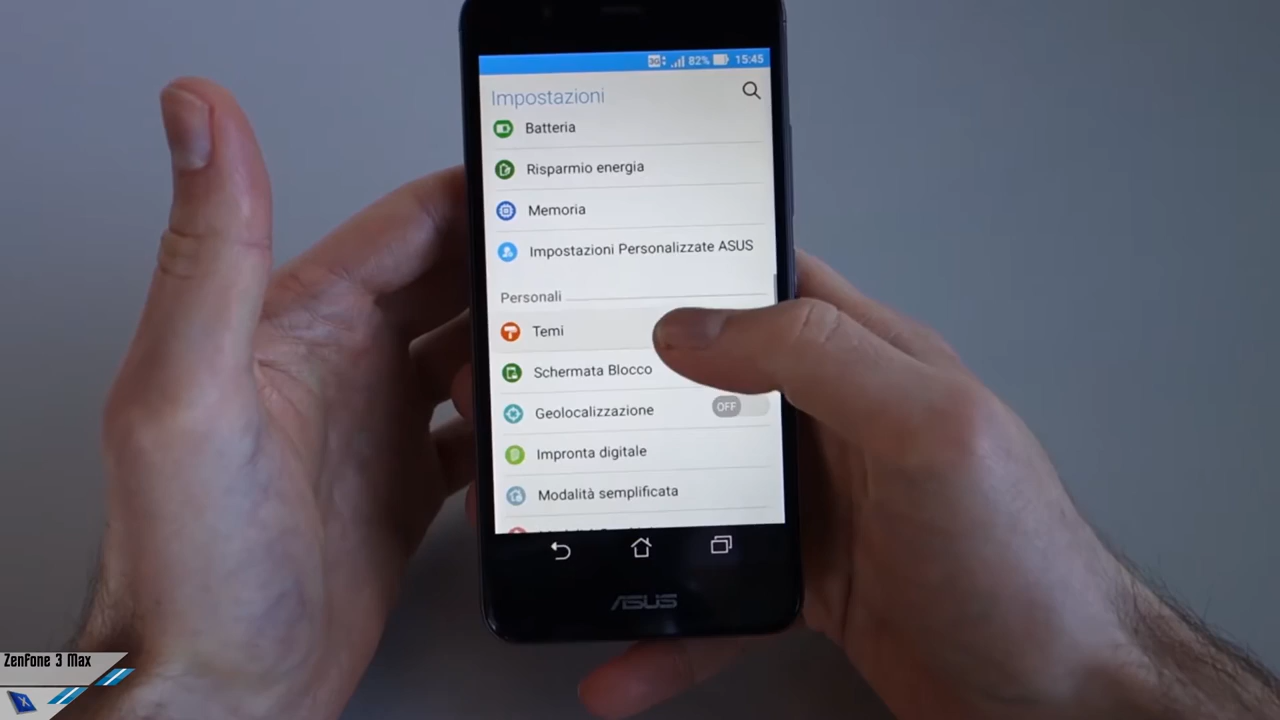 3G 82% 15:45
Impostazioni
Batteria
Risparmio energia
Memoria
Impostazioni Personalizzate ASUS
Personali
Temi
Schermata Blocco
Geolocalizzazione OFF
Impronta digitale
Modalità semplificata
ASUS
ZenFone 3 Max